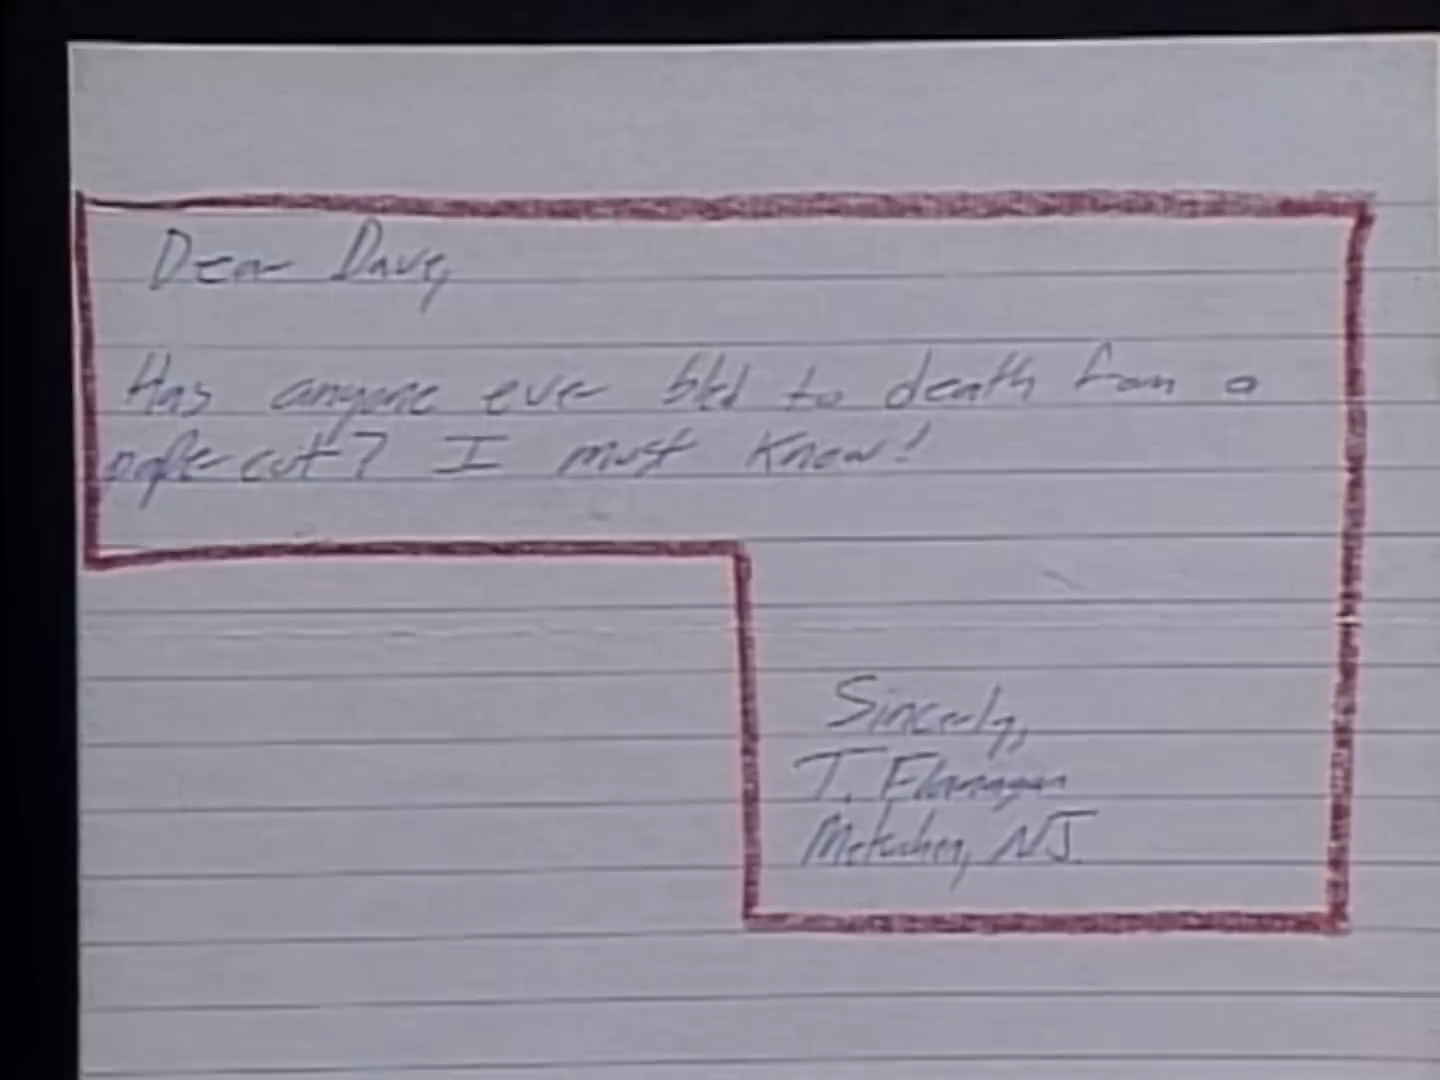 Dear Dave,
Has anyone ever bled to death from a
paper cut? I must know!
Sincerely,
T. Flanagan
Metuchen, NJ.